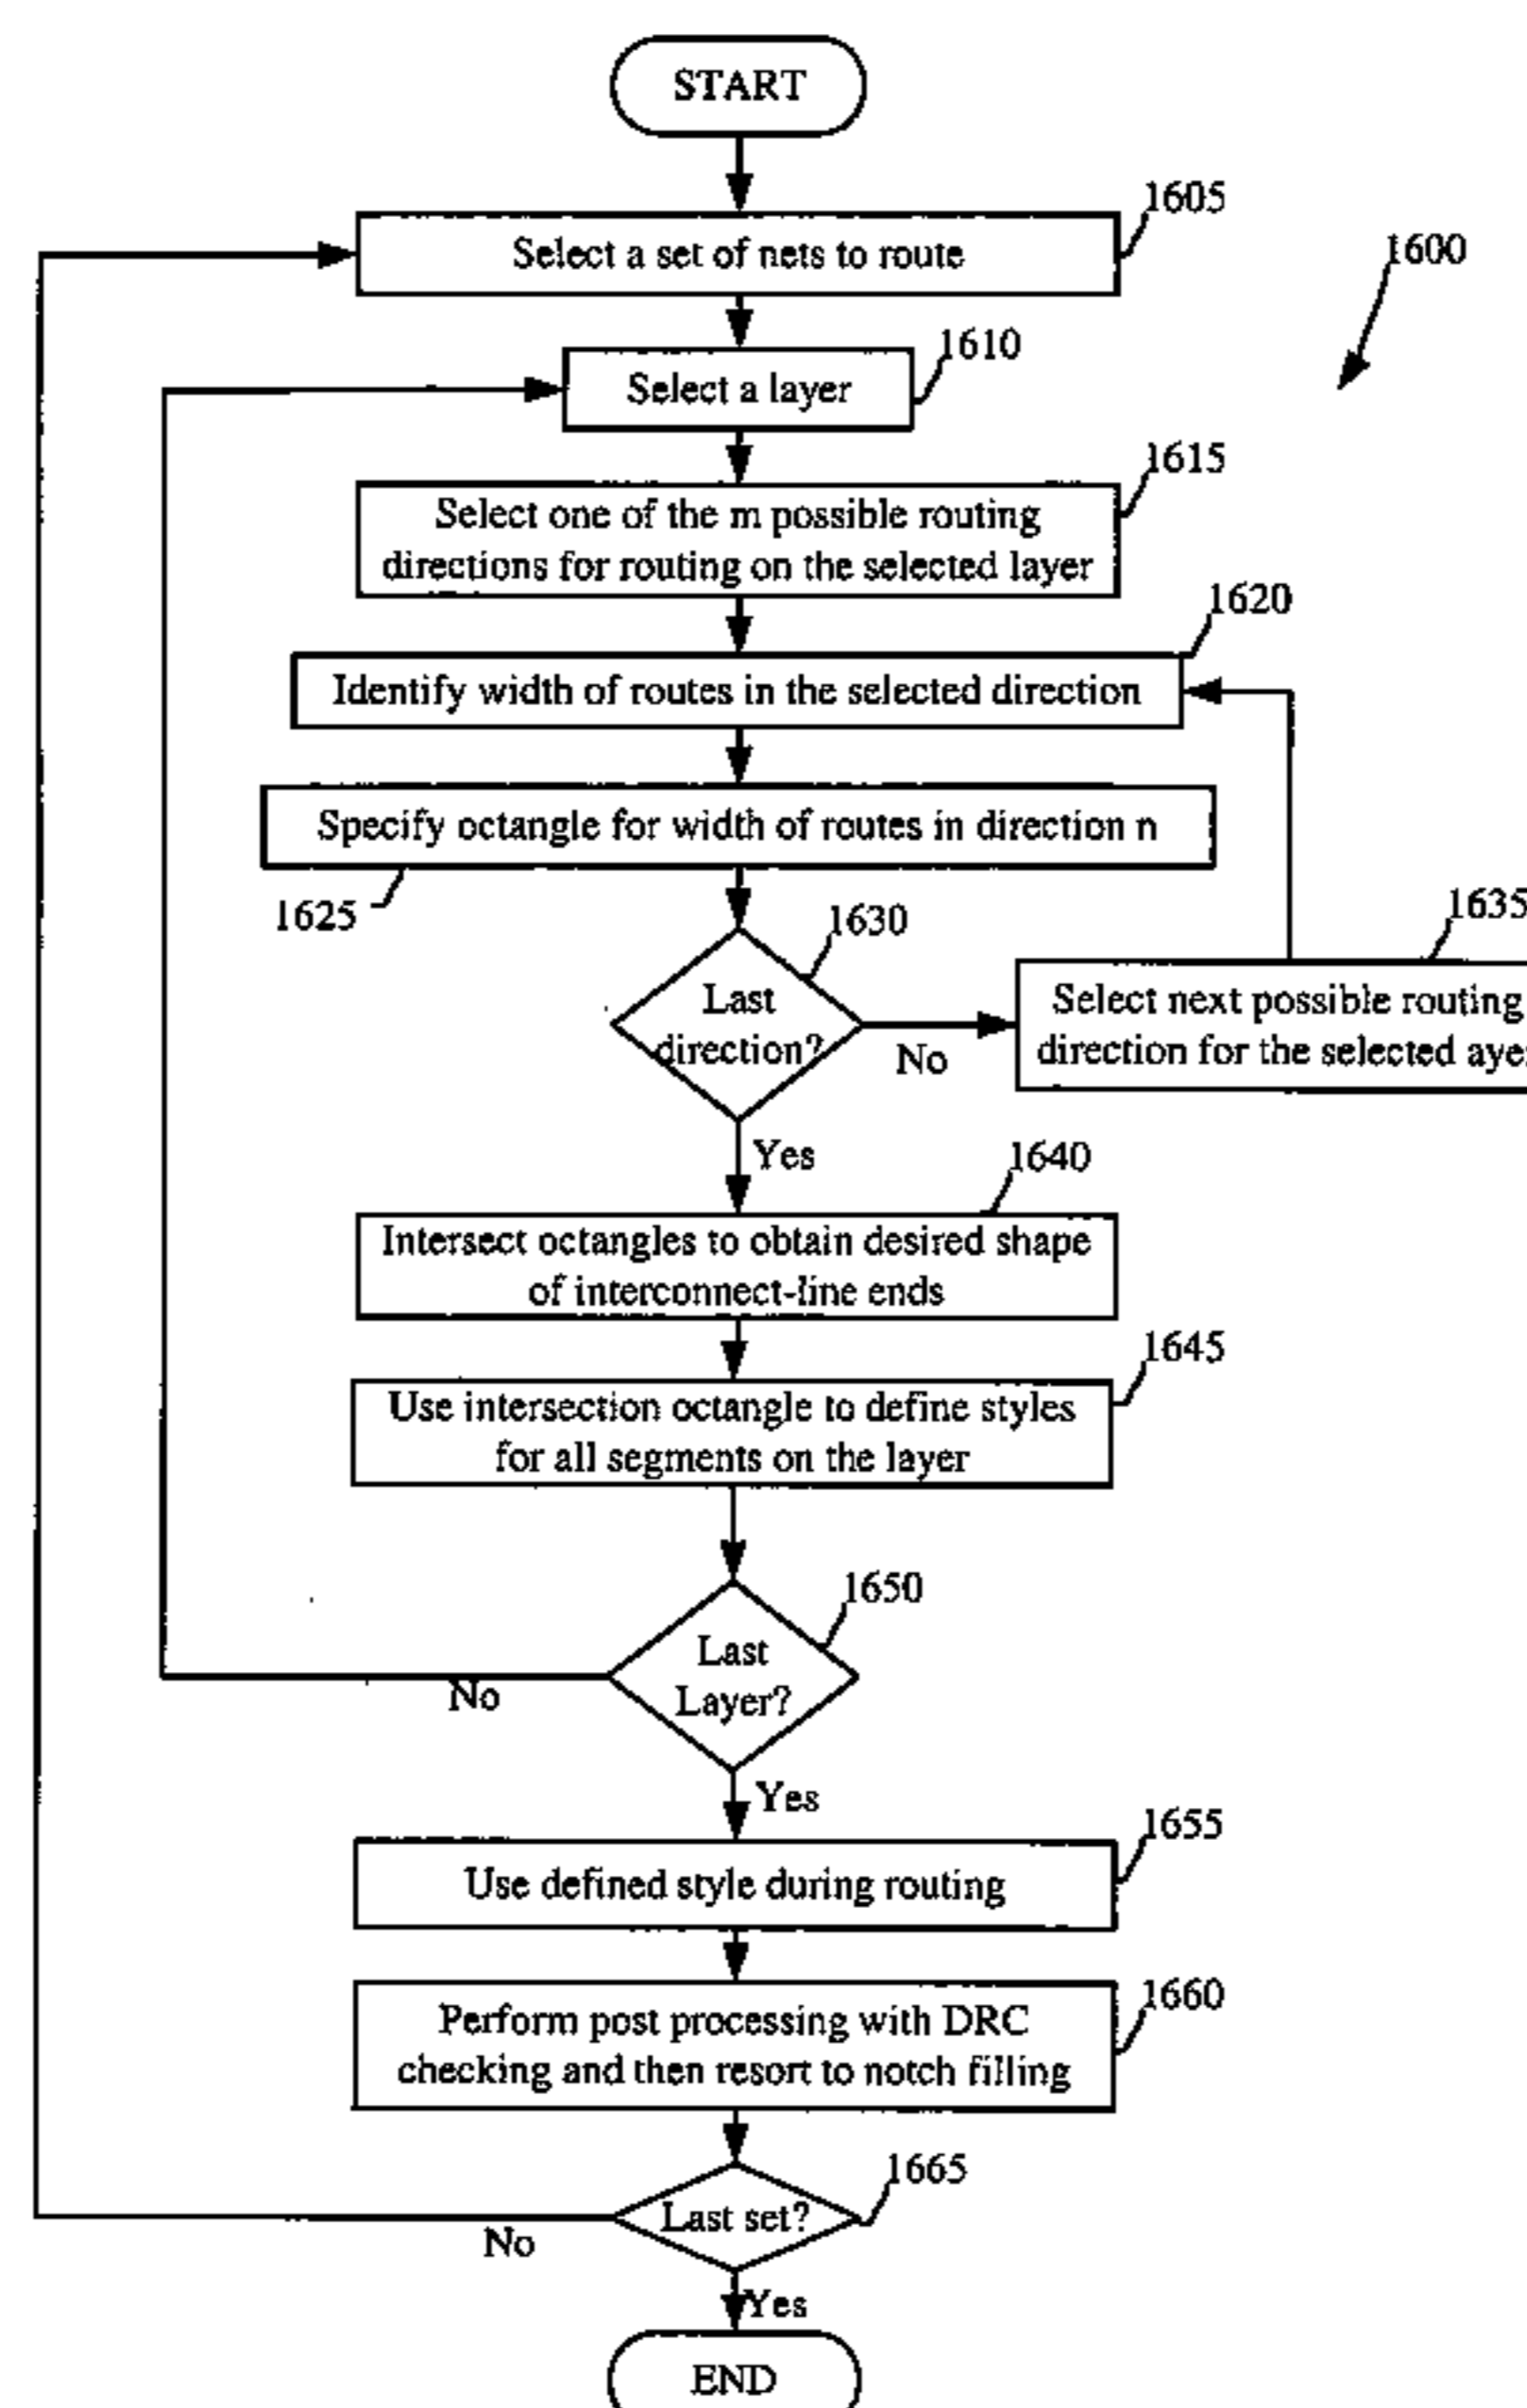 START
1605
Select a set of nets to route
1600
1610
Select a layer
1615
Select one of the m possible routing
directions for routing on the selected layer
1620
Identify width of routes in the selected direction
Specify octangle for width of routes in direction n
1625
1630
1635
Last
direction?
No
Select next possible routing
direction for the selected aye
Yes
1640
Intersect octangles to obtain desired shape
of interconnect-line ends
1645
Use intersection octangle to define styles
for all segments on the layer
1650
Last
Layer?
No
Yes
1655
Use defined style during routing
1660
Perform post processing with DRC
checking and then resort to notch filling
1665
Last set?
No
Yes
END